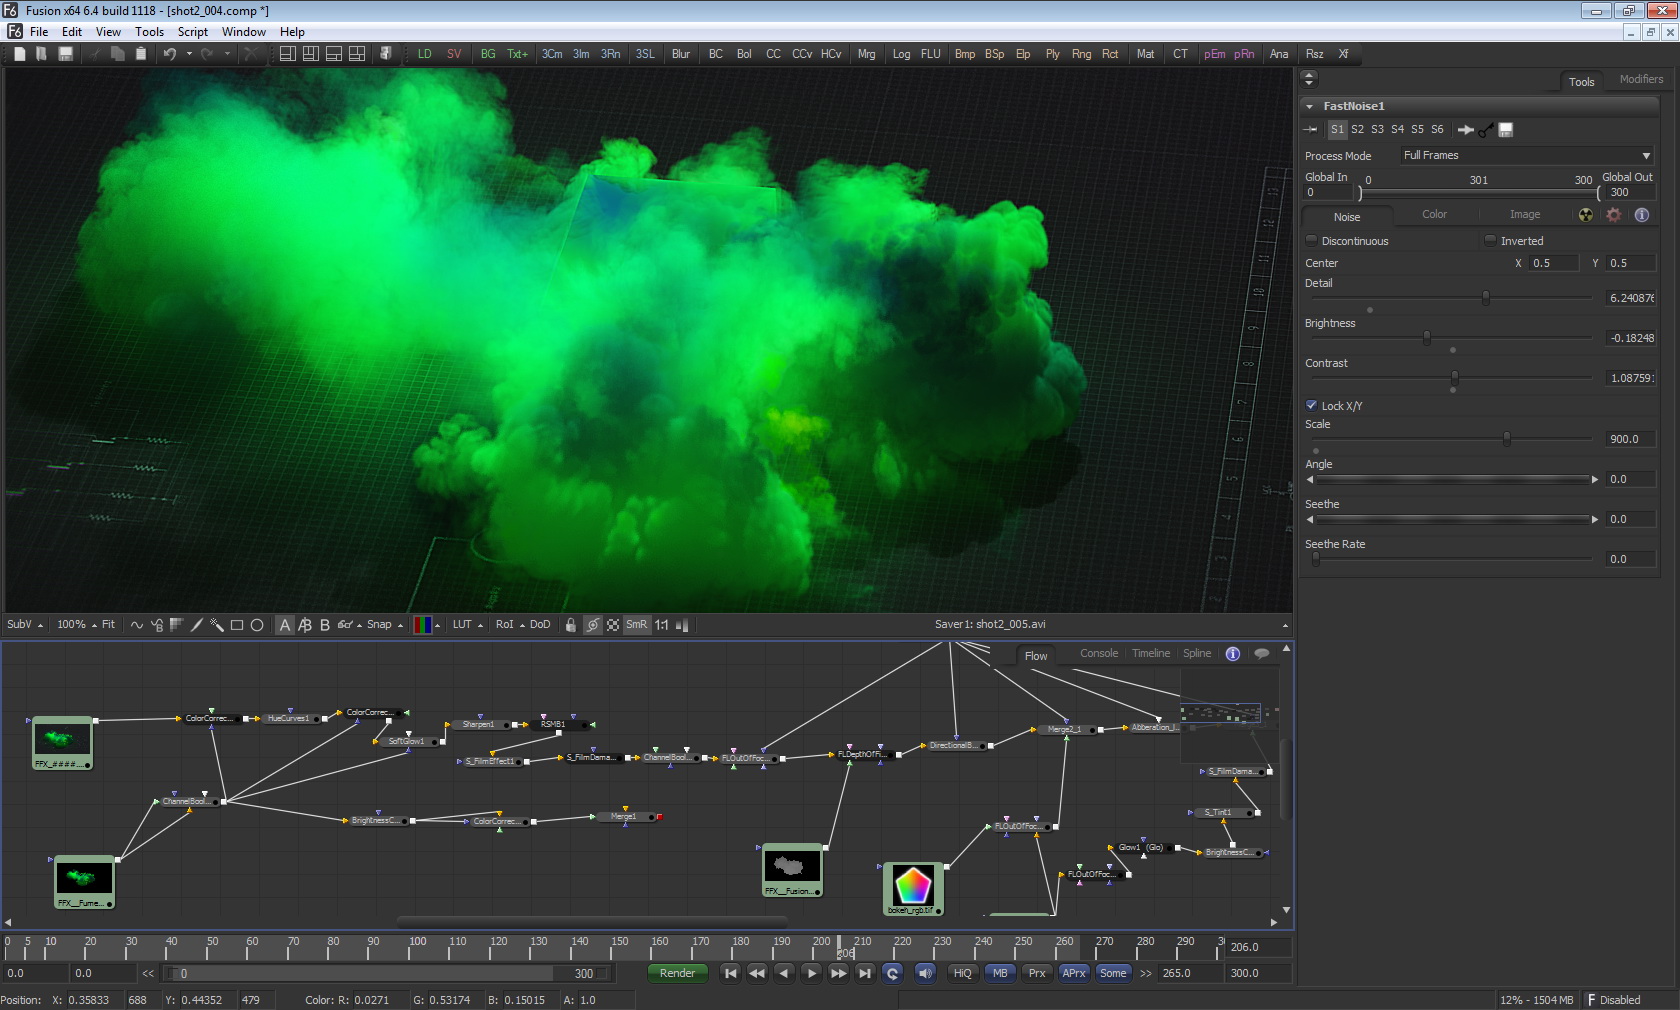 Fusion x64 6.4 build 1118 - [shot2_004.comp *]
File Edit View Tools Script Window Help
LD SV BG Txt+ 3Cm 3Im 3Rn 3SL Blur BC Bol CC CCv HCv Mrg Log FLU Bmp BSp Elp Ply Rng Rct Mat CT pEm pRn Ana Rsz Xf
Tools Modifiers
FastNoise1
S1 S2 S3 S4 S5 S6
Process Mode Full Frames
Global In 0 301 300 Global Out
0 300
Noise Color Image
Discontinuous Inverted
Center X 0.5 Y 0.5
Detail
6.240876
Brightness
-0.18248
Contrast
1.08759
Lock X/Y
Scale
900.0
Angle
0.0
Seethe
0.0
Seethe Rate
0.0
SubV 100% Fit A B Snap LUT RoI DoD SmR 1:1 Saver1: shot2_005.avi
Flow Console Timeline Spline
ColorCorrec... HueCurves1 ColorCorrec...
Sharpen1 RSMB1
SoftGlow1
FFX_####....
S_FilmEffect1 S_FilmDama... ChannelBool... FLOutOfFoc... FLDepthOfFi... DirectionalB... Merge2_1 Abberation_
S_FilmDama...
ChannelBool...
BrightnessC... ColorCorrec... Merge1
FLOutOfFoc... S_Tint1
Glow1 (Glo) BrightnessC...
FLOutOfFoc...
FFX__Fume...
FFX__Fusion...
bokeh_rgb.tif
0 5 10 20 30 40 50 60 70 80 90 100 110 120 130 140 150 160 170 180 190 200 210 220 230 240 250 260 270 280 290
206
206.0
0.0 0.0 << 0 300 Render HiQ MB Prx APrx Some >> 265.0 300.0
Position: X: 0.35833 688 Y: 0.44352 479 Color: R: 0.0271 G: 0.53174 B: 0.15015 A: 1.0 12% - 1504 MB Disabled